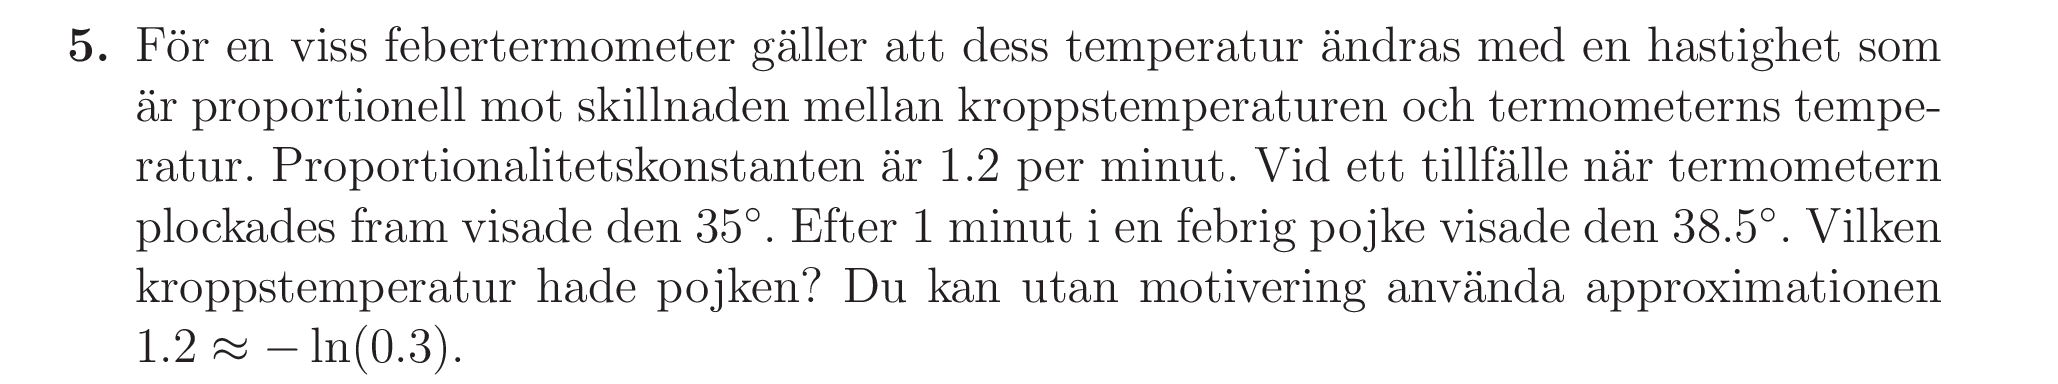 5. För en viss febertermometer gäller att dess temperatur ändras med en hastighet som
är proportionell mot skillnaden mellan kroppstemperaturen och termometerns tempe-
ratur. Proportionalitetskonstanten är 1.2 per minut. Vid ett tillfälle när termometern
plockades fram visade den 35°. Efter 1 minut i en febrig pojke visade den 38.5°. Vilken
kroppstemperatur hade pojken? Du kan utan motivering använda approximationen
1.2 ≈ − ln(0.3).